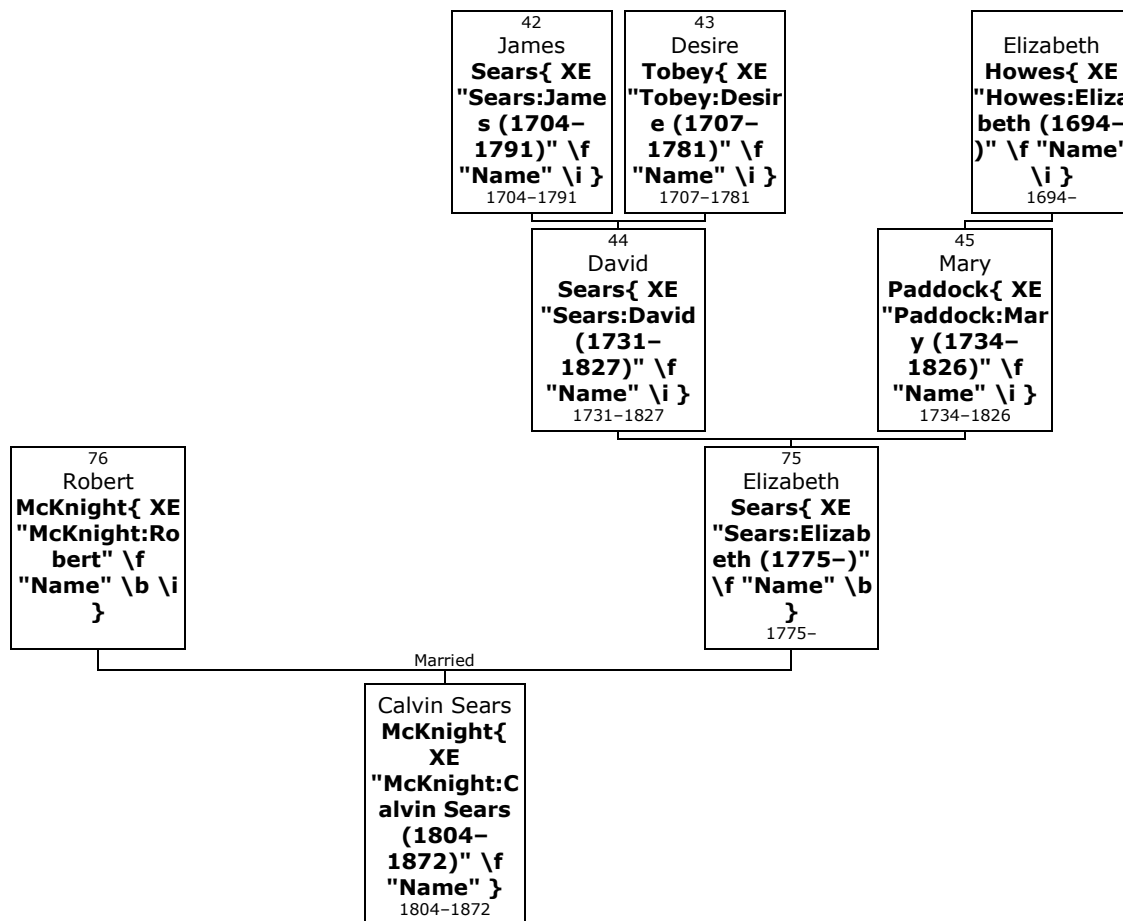 42
James
Sears{ XE
"Sears:Jame
s (1704–
1791)" \f
"Name" \i }
1704–1791
43
Desire
Tobey{ XE
"Tobey:Desir
e (1707–
1781)" \f
"Name" \i }
1707–1781
Elizabeth
Howes{ XE
"Howes:Eliza
beth (1694–
)" \f "Name"
\i }
1694–
44
David
Sears{ XE
"Sears:David
(1731–
1827)" \f
"Name" \i }
1731–1827
45
Mary
Paddock{ XE
"Paddock:Mar
y (1734–
1826)" \f
"Name" \i }
1734–1826
76
Robert
McKnight{ XE
"McKnight:Ro
bert" \f
"Name" \b \i
}
75
Elizabeth
Sears{ XE
"Sears:Elizab
eth (1775–)"
\f "Name" \b
}
1775–
Married
Calvin Sears
McKnight{
XE
"McKnight:C
alvin Sears
(1804–
1872)" \f
"Name" }
1804–1872